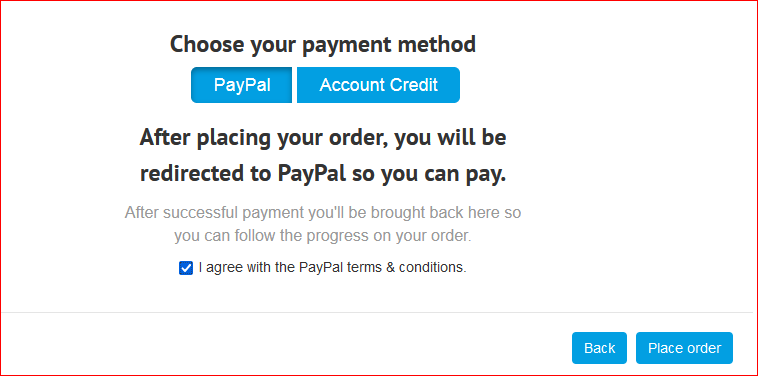 Choose your payment method
PayPal Account Credit
After placing your order, you will be
redirected to PayPal so you can pay.
After successful payment you'll be brought back here so
you can follow the progress on your order.
I agree with the PayPal terms & conditions.
Back Place order